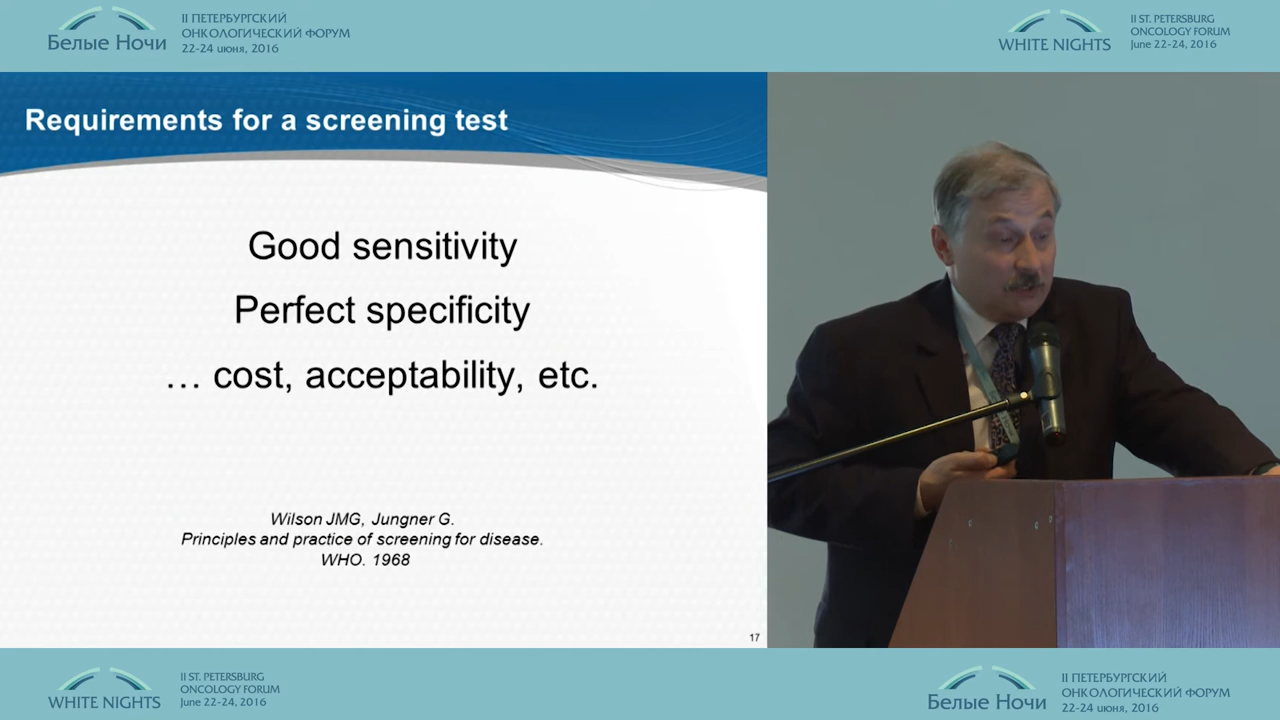 Белые Ночи
II ПЕТЕРБУРГСКИЙ
ОНКОЛОГИЧЕСКИЙ ФОРУМ
22-24 июня, 2016
WHITE NIGHTS
II ST. PETERSBURG
ONCOLOGY FORUM
June 22-24, 2016
Requirements for a screening test
Good sensitivity
Perfect specificity
… cost, acceptability, etc.
Wilson JMG, Jungner G.
Principles and practice of screening for disease.
WHO. 1968
17
WHITE NIGHTS
II ST. PETERSBURG
ONCOLOGY FORUM
June 22-24, 2016
Белые Ночи
II ПЕТЕРБУРГСКИЙ
ОНКОЛОГИЧЕСКИЙ ФОРУМ
22-24 июня, 2016